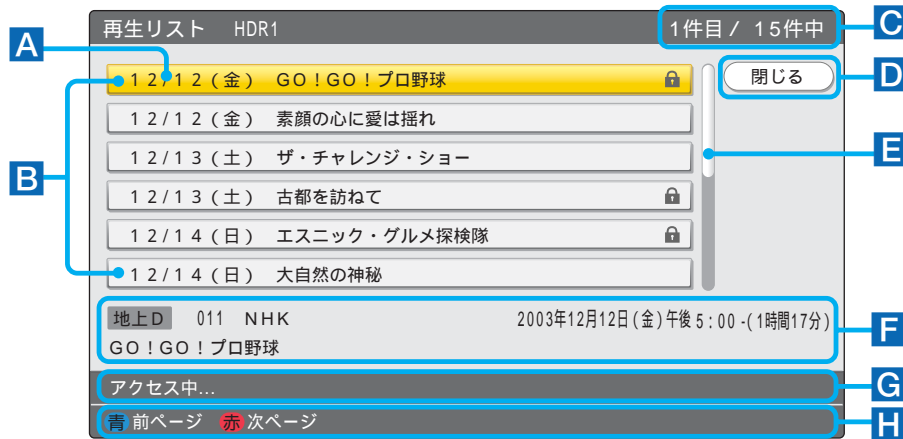 再生リスト HDR1
1件目 / 15件中
C
A
12/12(金) GO!GO!プロ野球
閉じる
D
12/12(金) 素顔の心に愛は揺れ
12/13(土) ザ・チャレンジ・ショー
E
B
12/13(土) 古都を訪ねて
12/14(日) エスニック・グルメ探検隊
12/14(日) 大自然の神秘
地上D 011 NHK 2003年12月12日(金)午後5:00-(1時間17分)
F
GO!GO!プロ野球
アクセス中...
G
青 前ページ 赤 次ページ
H